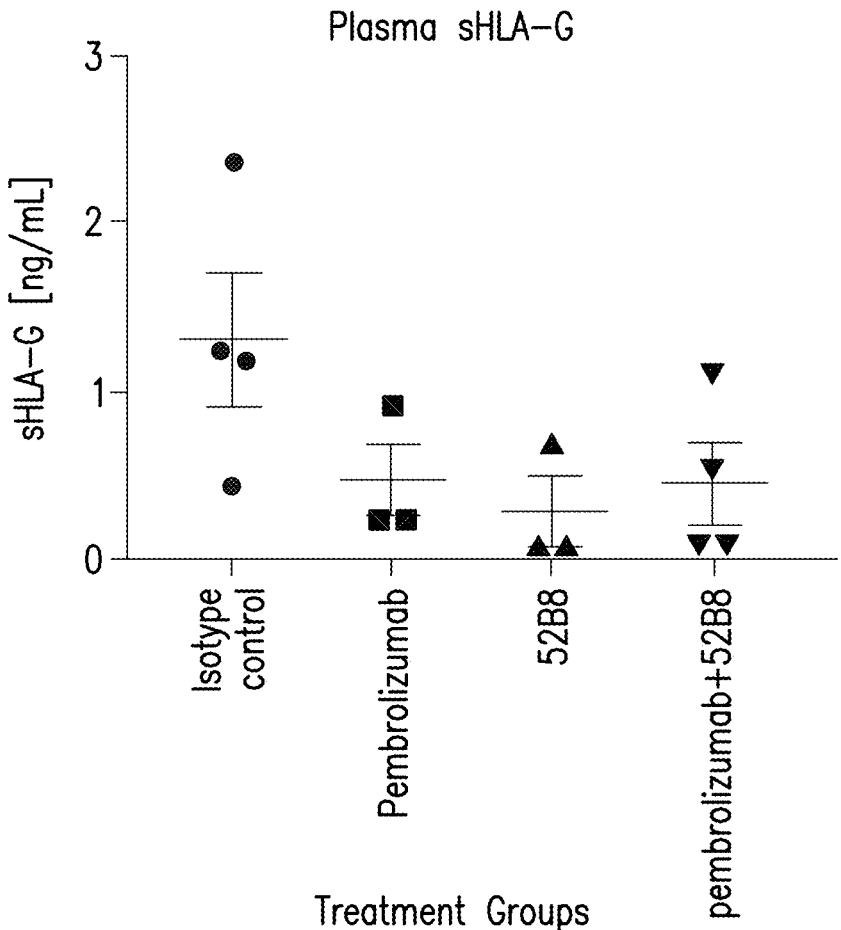 Plasma sHLA-G
3
2
1
0
sHLA-G [ng/mL]
Isotype
control
Pembrolizumab
52B8
pembrolizumab+52B8
Treatment Groups